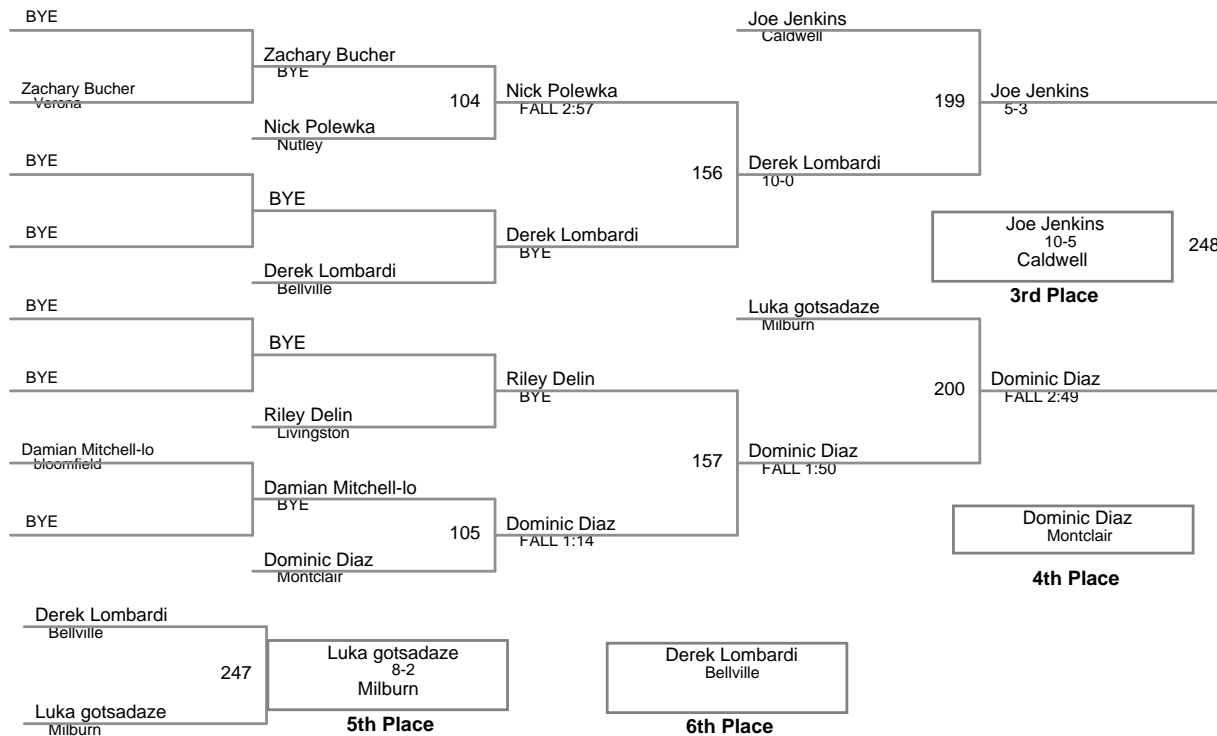 BYE
Zachary Bucher
Verona
BYE
BYE
BYE
BYE
Damian Mitchell-lo
bloomfield
BYE
Zachary Bucher
BYE
104
Nick Polewka
Nutley
BYE
Derek Lombardi
Bellville
BYE
Riley Delin
Livingston
Damian Mitchell-lo
BYE
105
Dominic Diaz
Montclair
Nick Polewka
FALL 2:57
156
Derek Lombardi
BYE
Riley Delin
BYE
157
Dominic Diaz
FALL 1:14
Joe Jenkins
Caldwell
199
Derek Lombardi
10-0
Luka gotsadaze
Milburn
200
Dominic Diaz
FALL 1:50
Joe Jenkins
5-3
Joe Jenkins
10-5
Caldwell
248
3rd Place
Dominic Diaz
FALL 2:49
Dominic Diaz
Montclair
4th Place
Derek Lombardi
Bellville
247
Luka gotsadaze
Milburn
Luka gotsadaze
8-2
Milburn
5th Place
Derek Lombardi
Bellville
6th Place